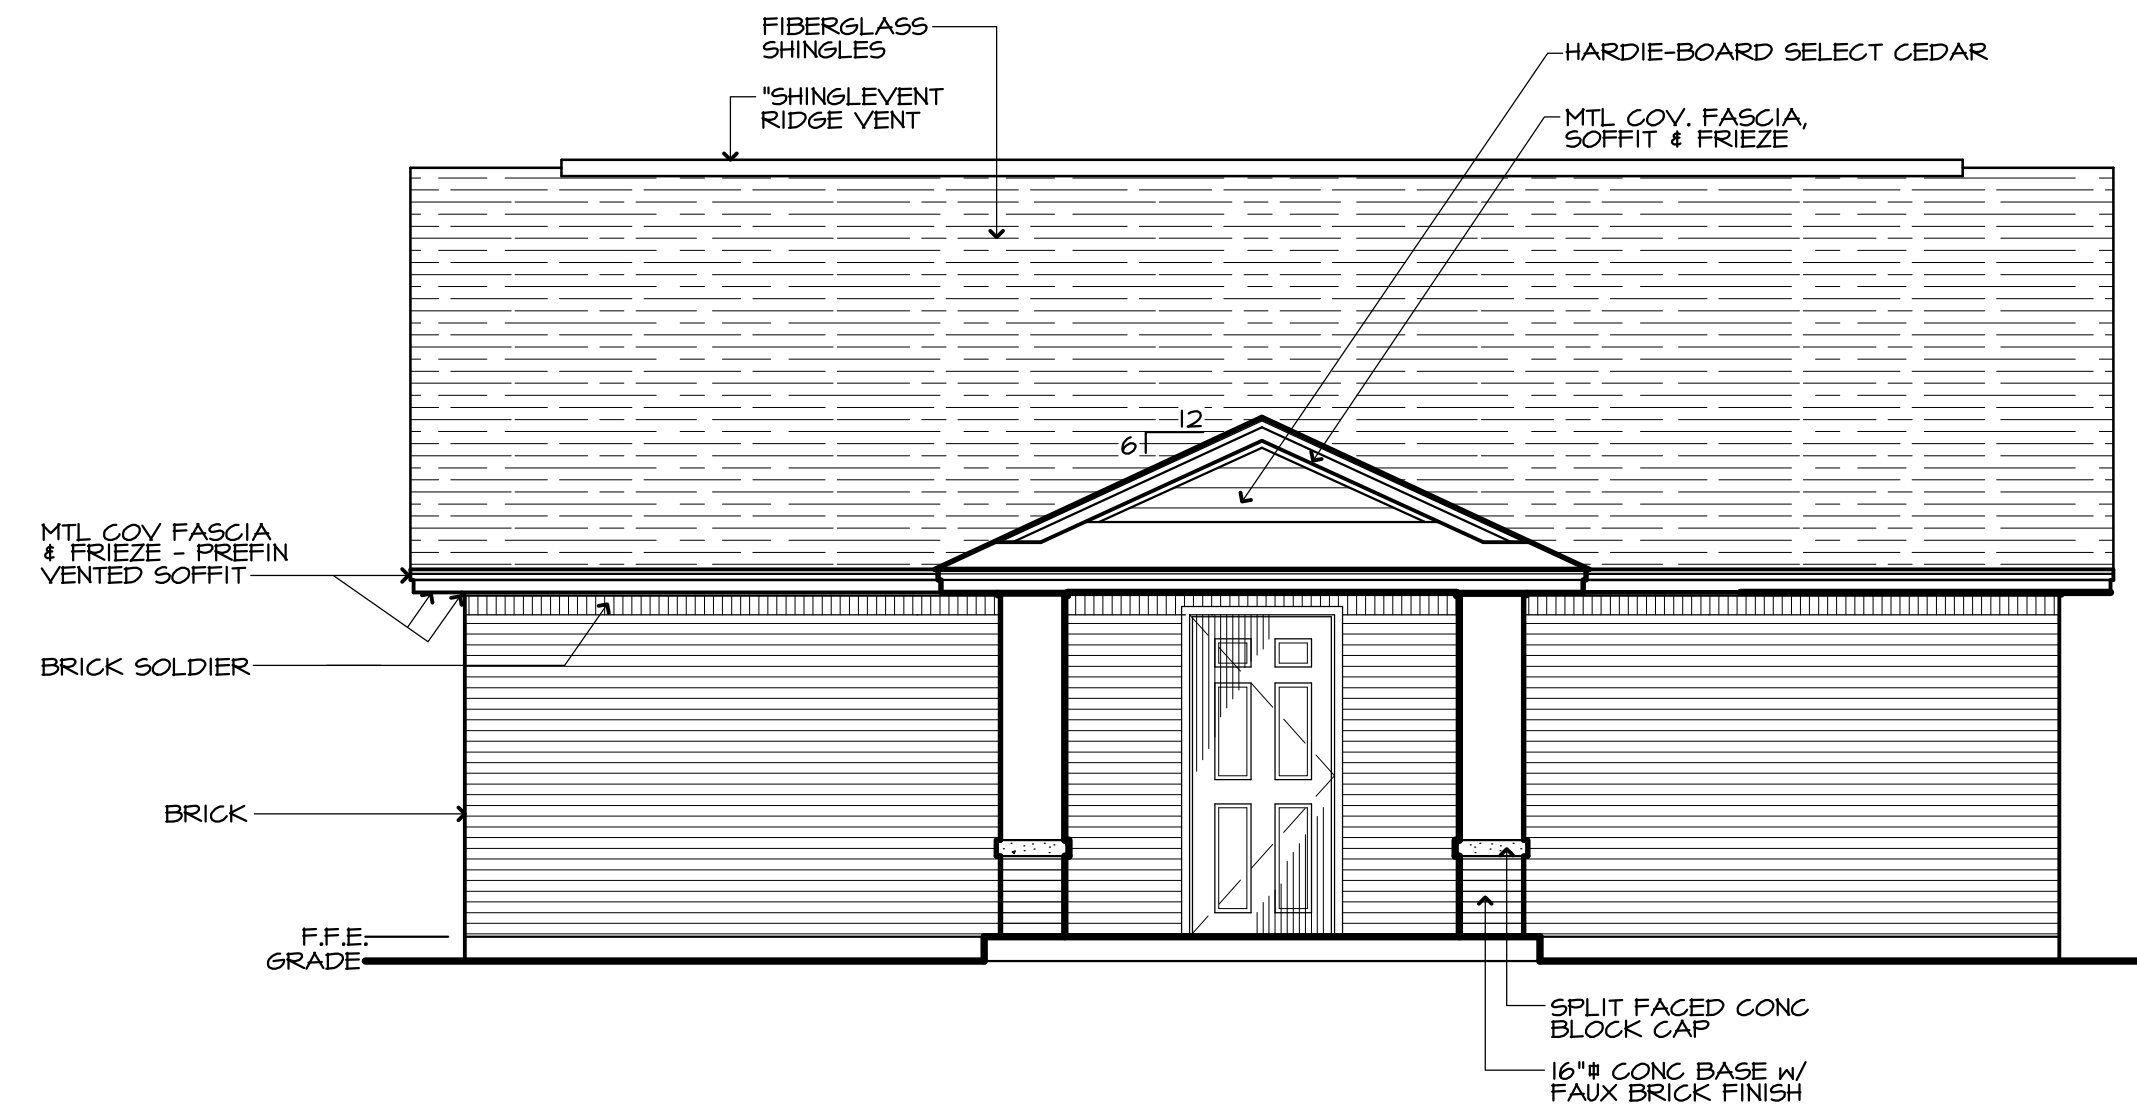 FIBERGLASS
SHINGLES
"SHINGLEVENT
RIDGE VENT
HARDIE-BOARD SELECT CEDAR
MTL COV. FASCIA,
SOFFIT & FRIEZE
12
6
MTL COV FASCIA
& FRIEZE - PREFIN
VENTED SOFFIT
BRICK SOLDIER
BRICK
F.F.E.
GRADE
SPLIT FACED CONC
BLOCK CAP
16"⌀ CONC BASE W/
FAUX BRICK FINISH